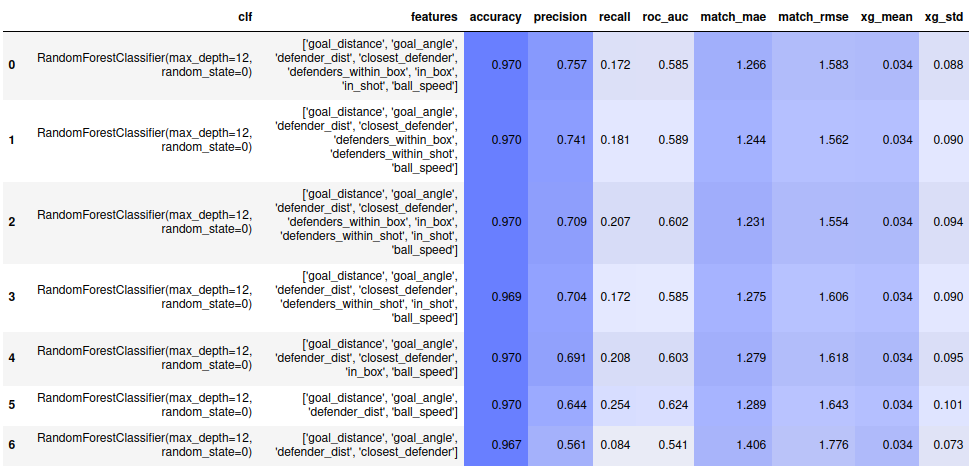 clf features accuracy precision recall roc_auc match_mae match_rmse xg_mean xg_std
0 RandomForestClassifier(max_depth=12, random_state=0) ['goal_distance', 'goal_angle', 'defender_dist', 'closest_defender', 'defenders_within_box', 'in_box', 'in_shot', 'ball_speed'] 0.970 0.757 0.172 0.585 1.266 1.583 0.034 0.088
1 RandomForestClassifier(max_depth=12, random_state=0) ['goal_distance', 'goal_angle', 'defender_dist', 'closest_defender', 'defenders_within_box', 'defenders_within_shot', 'ball_speed'] 0.970 0.741 0.181 0.589 1.244 1.562 0.034 0.090
2 RandomForestClassifier(max_depth=12, random_state=0) ['goal_distance', 'goal_angle', 'defender_dist', 'closest_defender', 'defenders_within_box', 'in_box', 'defenders_within_shot', 'in_shot', 'ball_speed'] 0.970 0.709 0.207 0.602 1.231 1.554 0.034 0.094
3 RandomForestClassifier(max_depth=12, random_state=0) ['goal_distance', 'goal_angle', 'defender_dist', 'closest_defender', 'defenders_within_shot', 'in_shot', 'ball_speed'] 0.969 0.704 0.172 0.585 1.275 1.606 0.034 0.090
4 RandomForestClassifier(max_depth=12, random_state=0) ['goal_distance', 'goal_angle', 'defender_dist', 'closest_defender', 'in_box', 'ball_speed'] 0.970 0.691 0.208 0.603 1.279 1.618 0.034 0.095
5 RandomForestClassifier(max_depth=12, random_state=0) ['goal_distance', 'goal_angle', 'defender_dist', 'ball_speed'] 0.970 0.644 0.254 0.624 1.289 1.643 0.034 0.101
6 RandomForestClassifier(max_depth=12, random_state=0) ['goal_distance', 'goal_angle', 'defender_dist', 'closest_defender'] 0.967 0.561 0.084 0.541 1.406 1.776 0.034 0.073